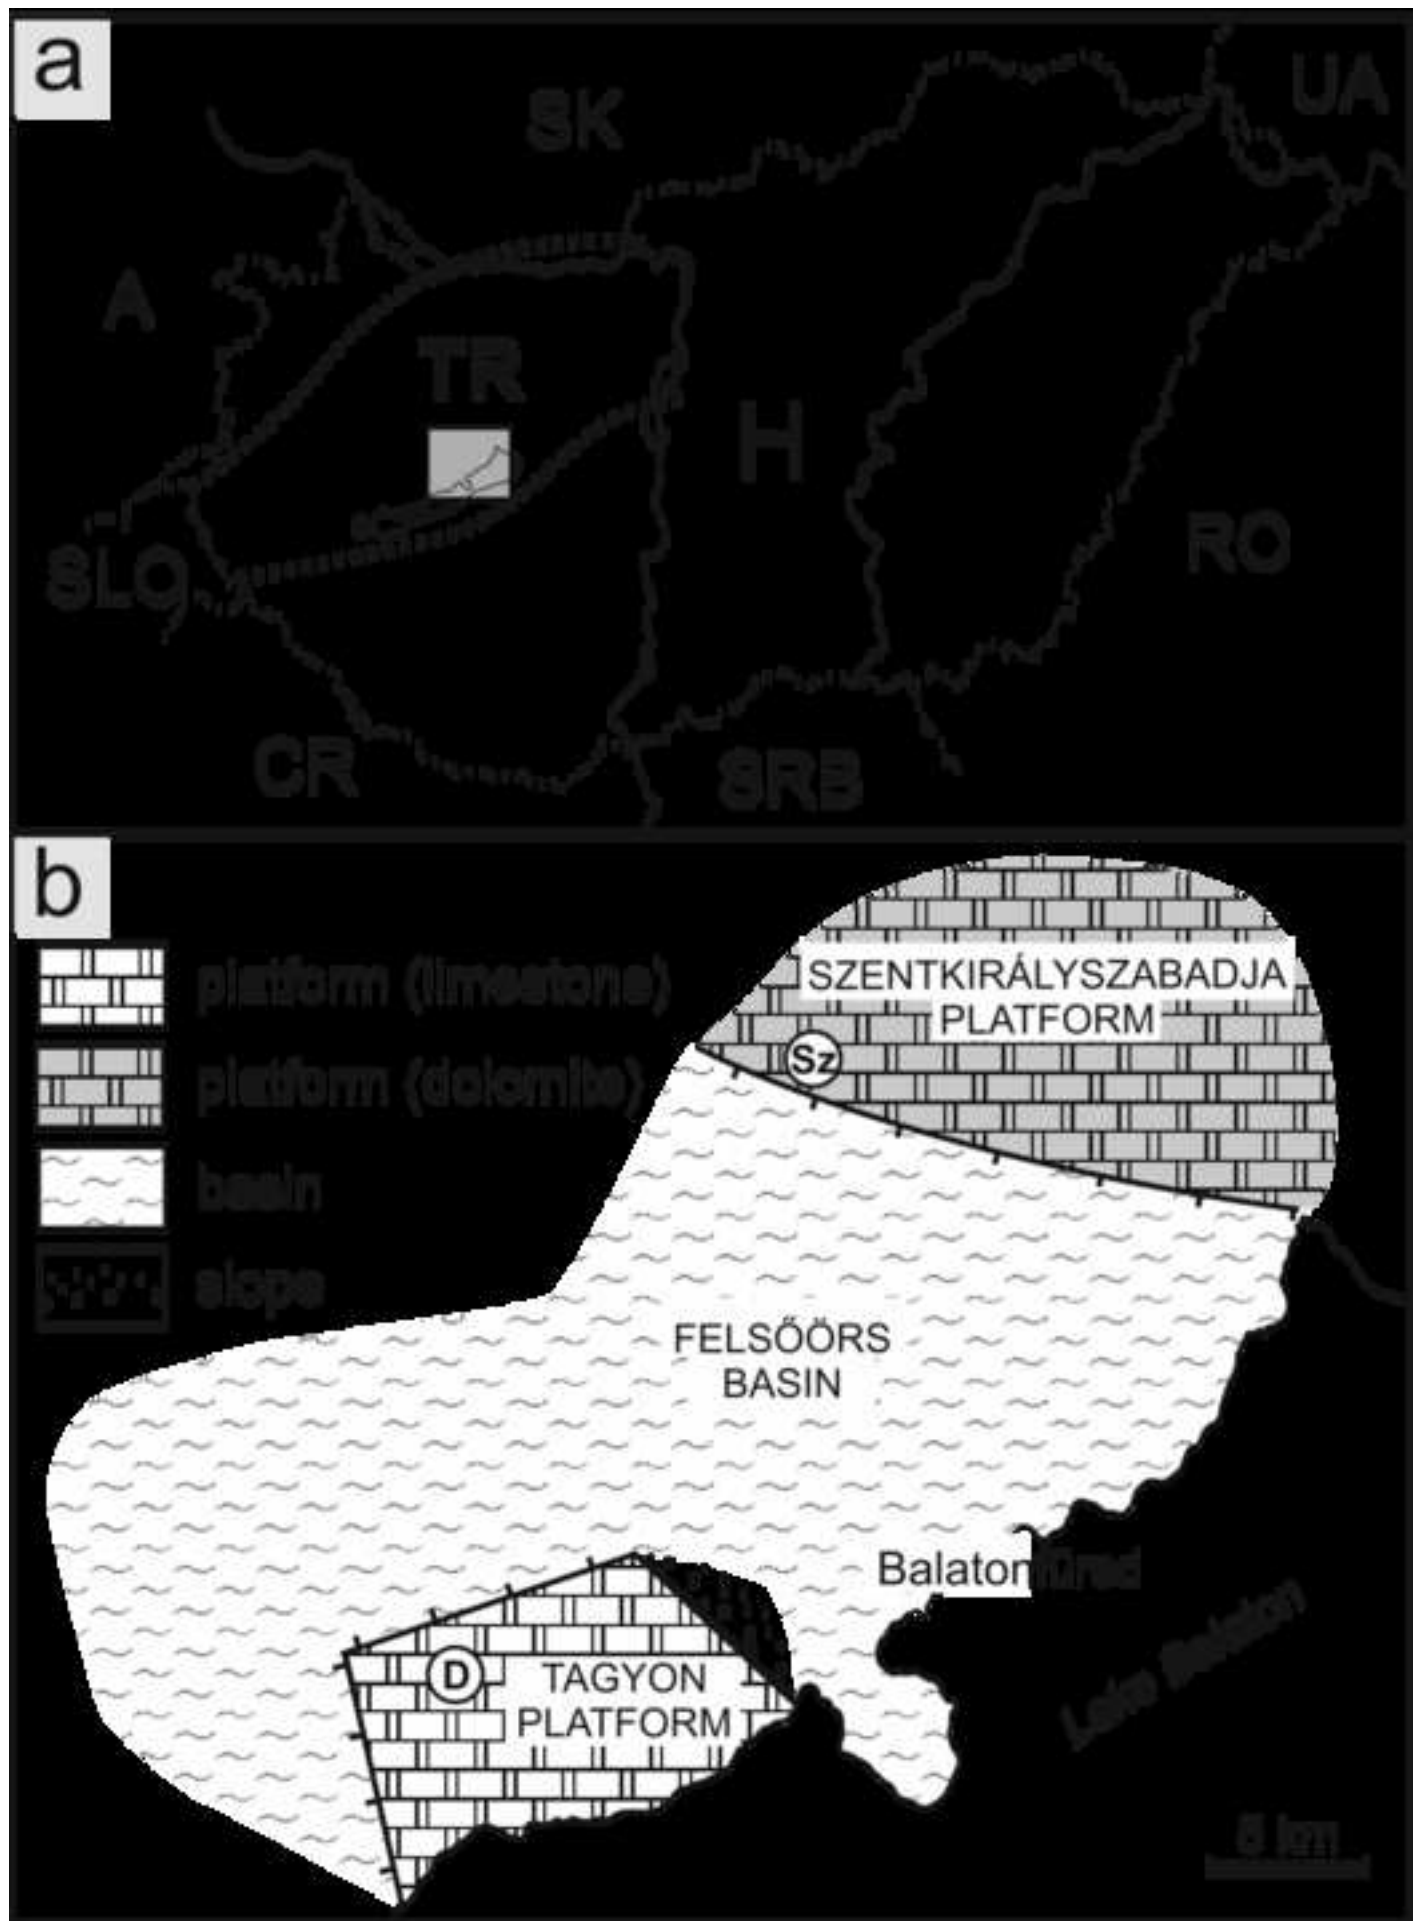 a
SK
UA
A
TR
H
RO
SLO
CR
SRB
b
platform (limestone)
platform (dolomite)
basin
slope
SZENTKIRÁLYSZABADJA
PLATFORM
Sz
FELSŐÖRS
BASIN
Balatonfüred
Lake Balaton
D
TAGYON
PLATFORM
5 km